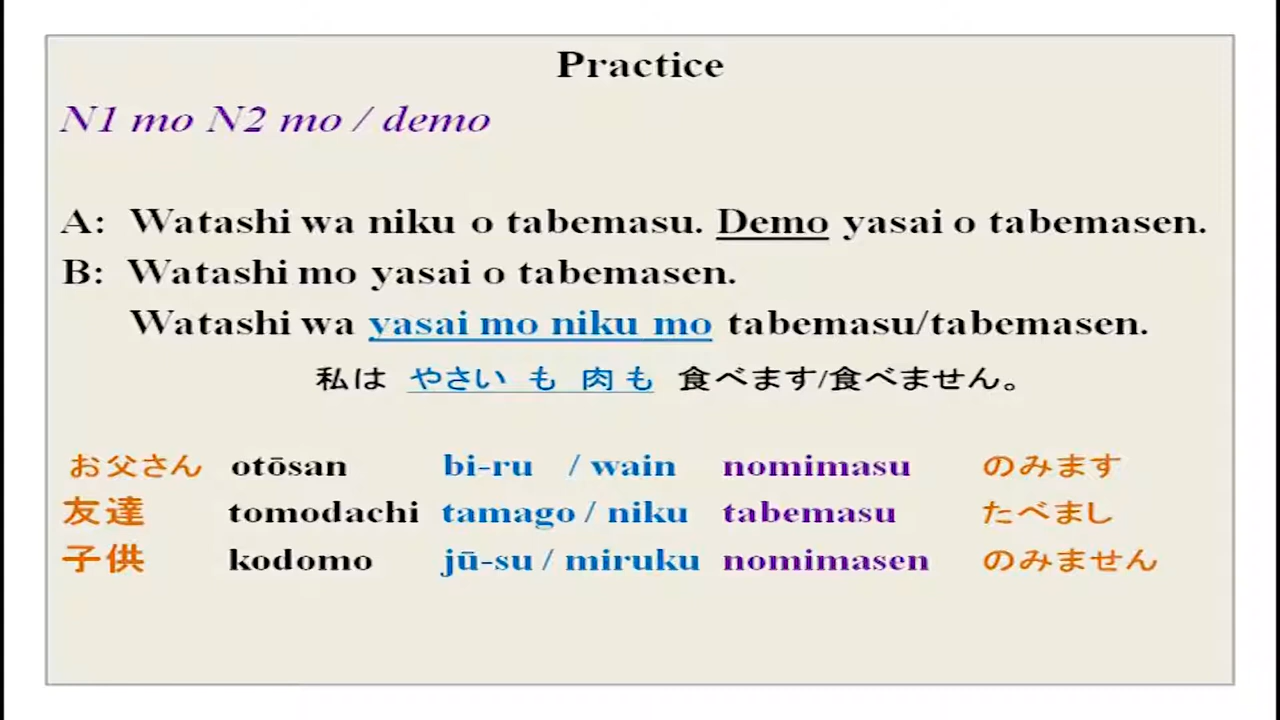 Practice
N1 mo N2 mo / demo
A: Watashi wa niku o tabemasu. Demo yasai o tabemasen.
B: Watashi mo yasai o tabemasen.
Watashi wa yasai mo niku mo tabemasu/tabemasen.
私は やさい も 肉 も 食べます/食べません。
お父さん otōsan bi-ru / wain nomimasu のみます
友達 tomodachi tamago / niku tabemasu たべまし
子供 kodomo jū-su / miruku nomimasen のみません